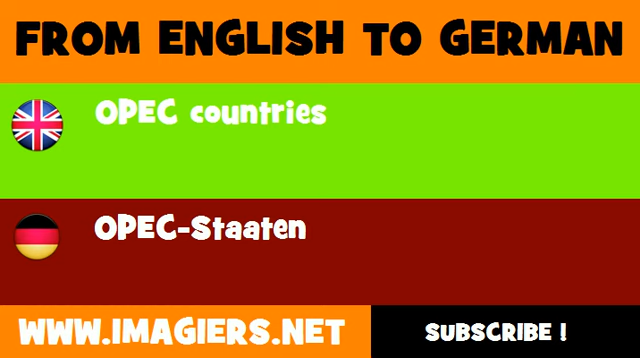 FROM ENGLISH TO GERMAN
OPEC countries
OPEC-Staaten
WWW.IMAGIERS.NET
SUBSCRIBE !